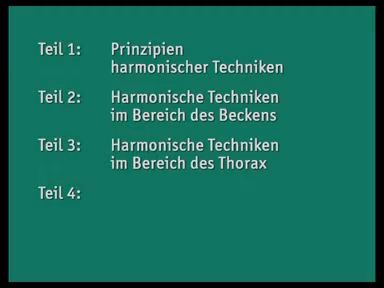 Teil 1: Prinzipien
harmonischer Techniken
Teil 2: Harmonische Techniken
im Bereich des Beckens
Teil 3: Harmonische Techniken
im Bereich des Thorax
Teil 4: